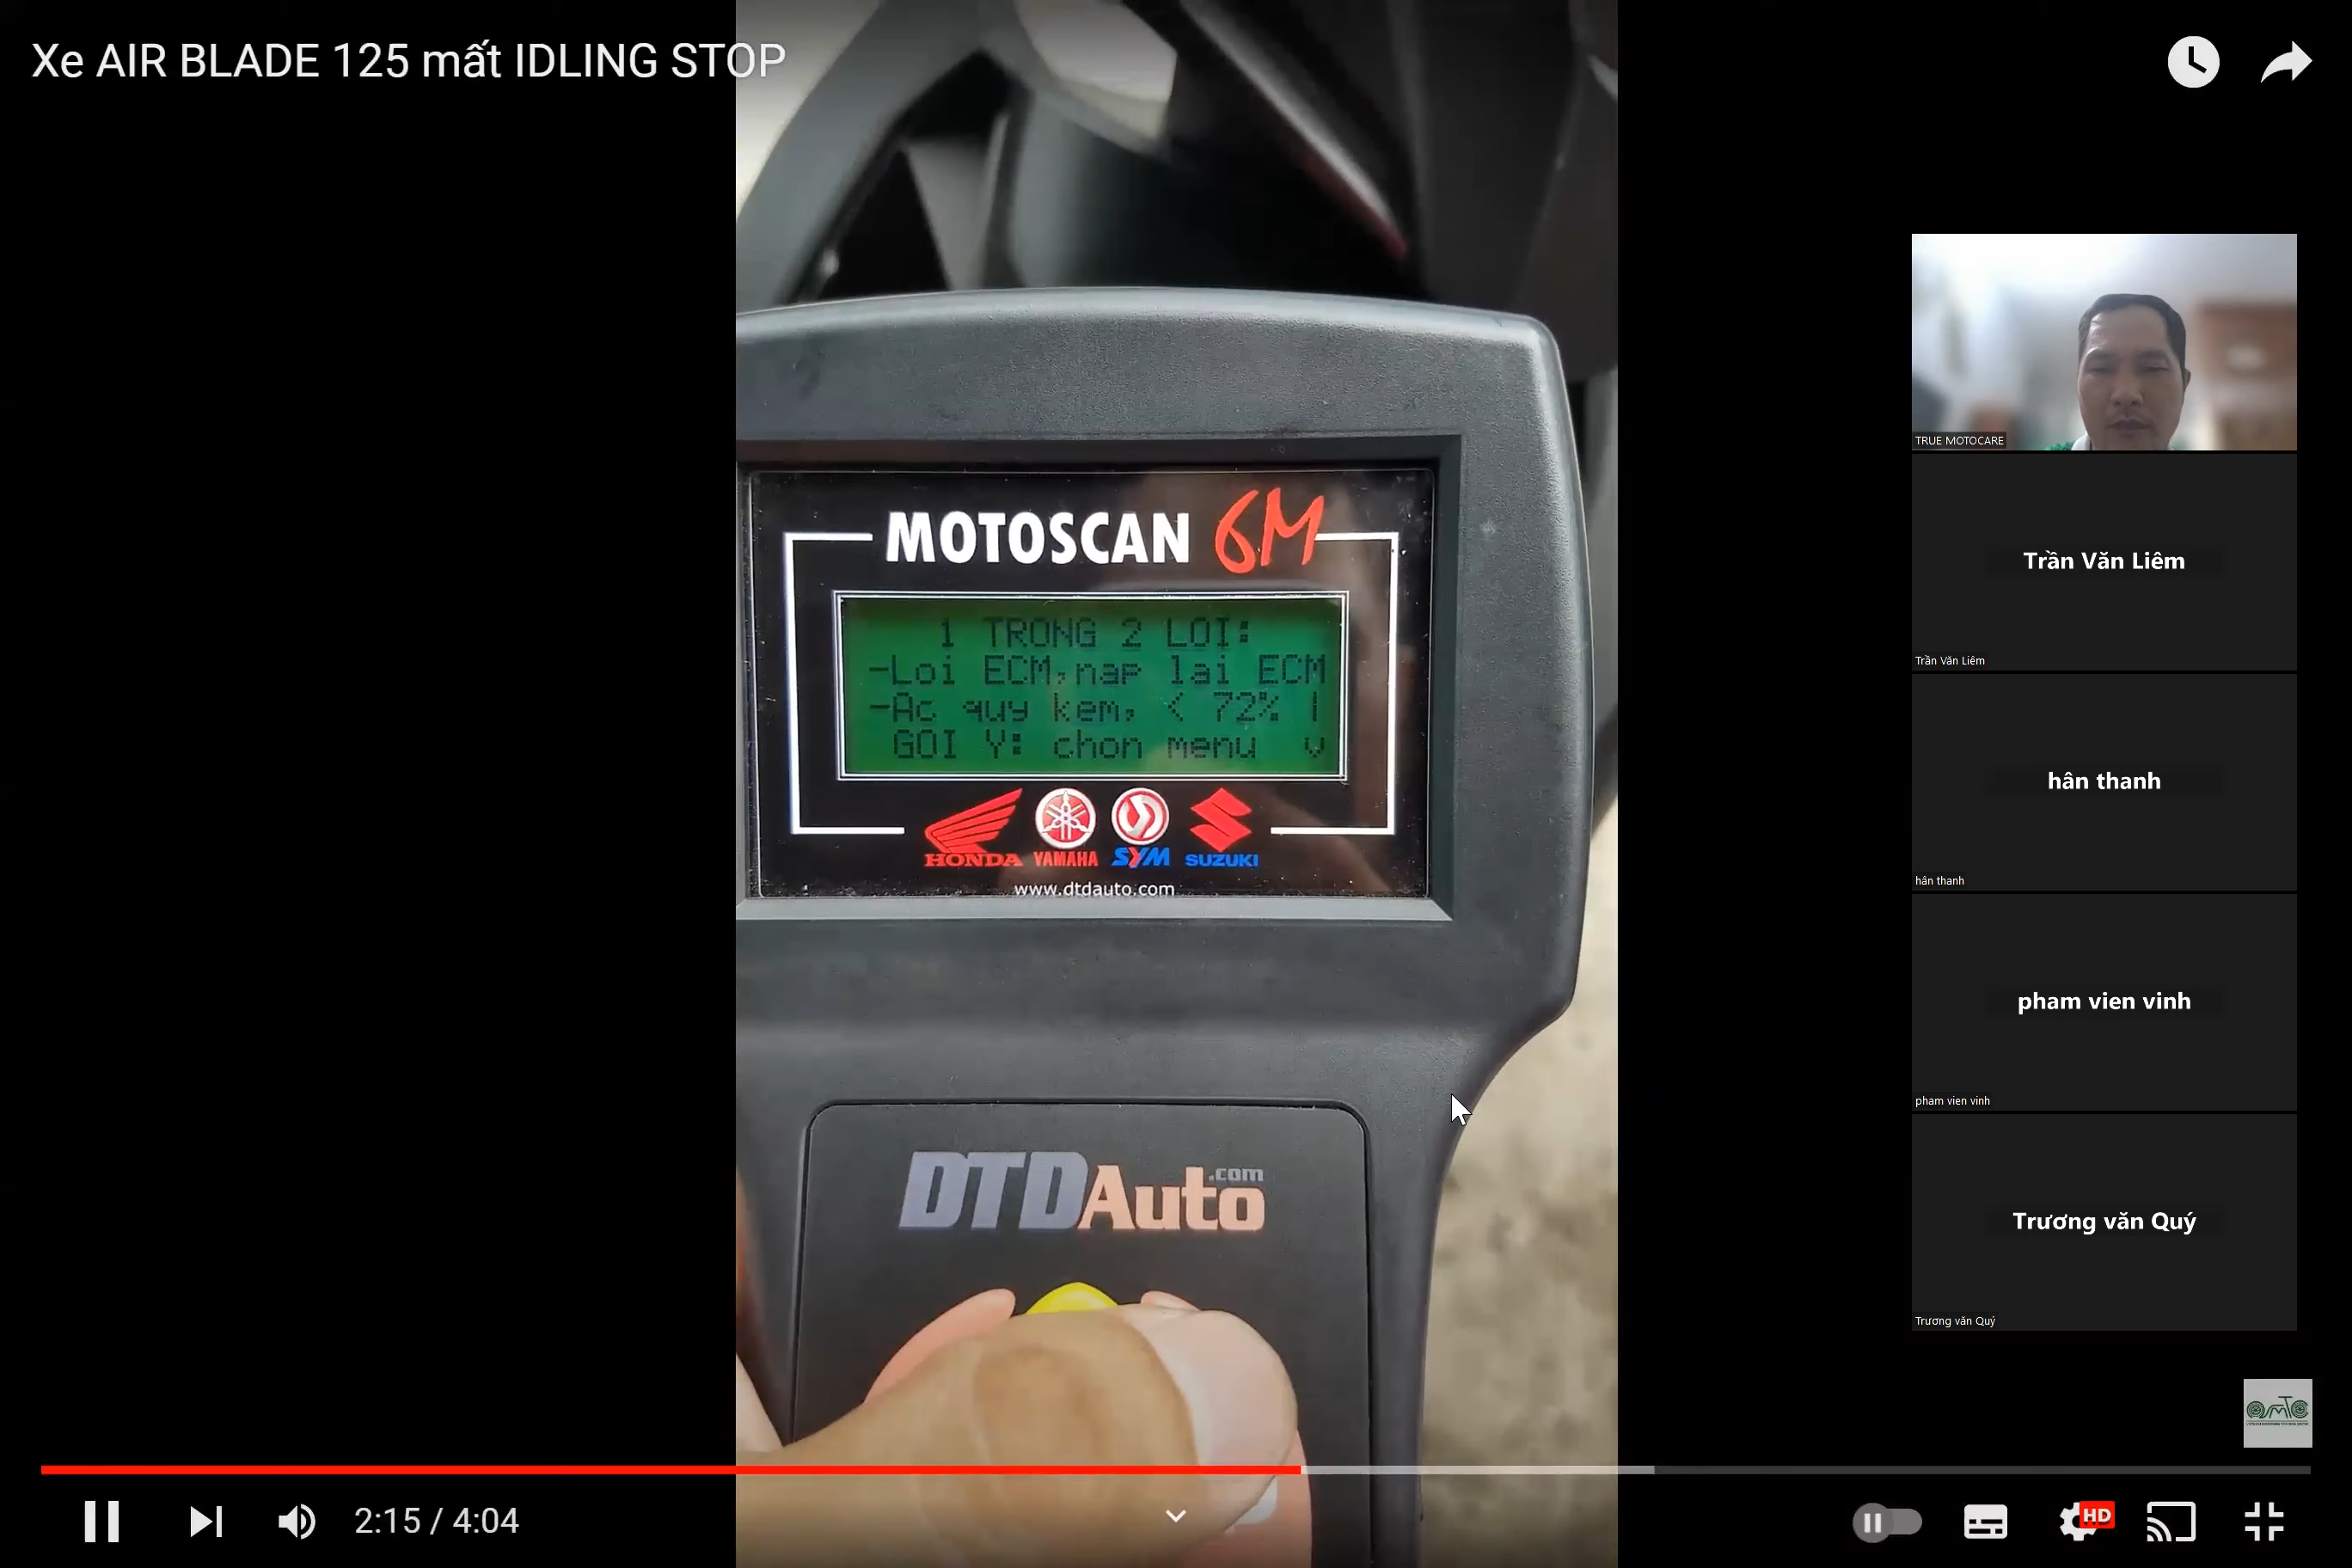 Xe AIR BLADE 125 mất IDLING STOP
MOTOSCAN 6M
1 TRONG 2 LOI:
-Loi ECM,nap lai ECM
-Ac quy kem, < 72% |
GOI Y: chon menu v
HONDA YAMAHA SYM SUZUKI
www.dtdauto.com
DTDAuto.com
TRUE MOTOCARE
Trần Văn Liêm
Trần Văn Liêm
hân thanh
hân thanh
pham vien vinh
pham vien vinh
Trương văn Quý
Trương văn Quý
2:15 / 4:04
HD